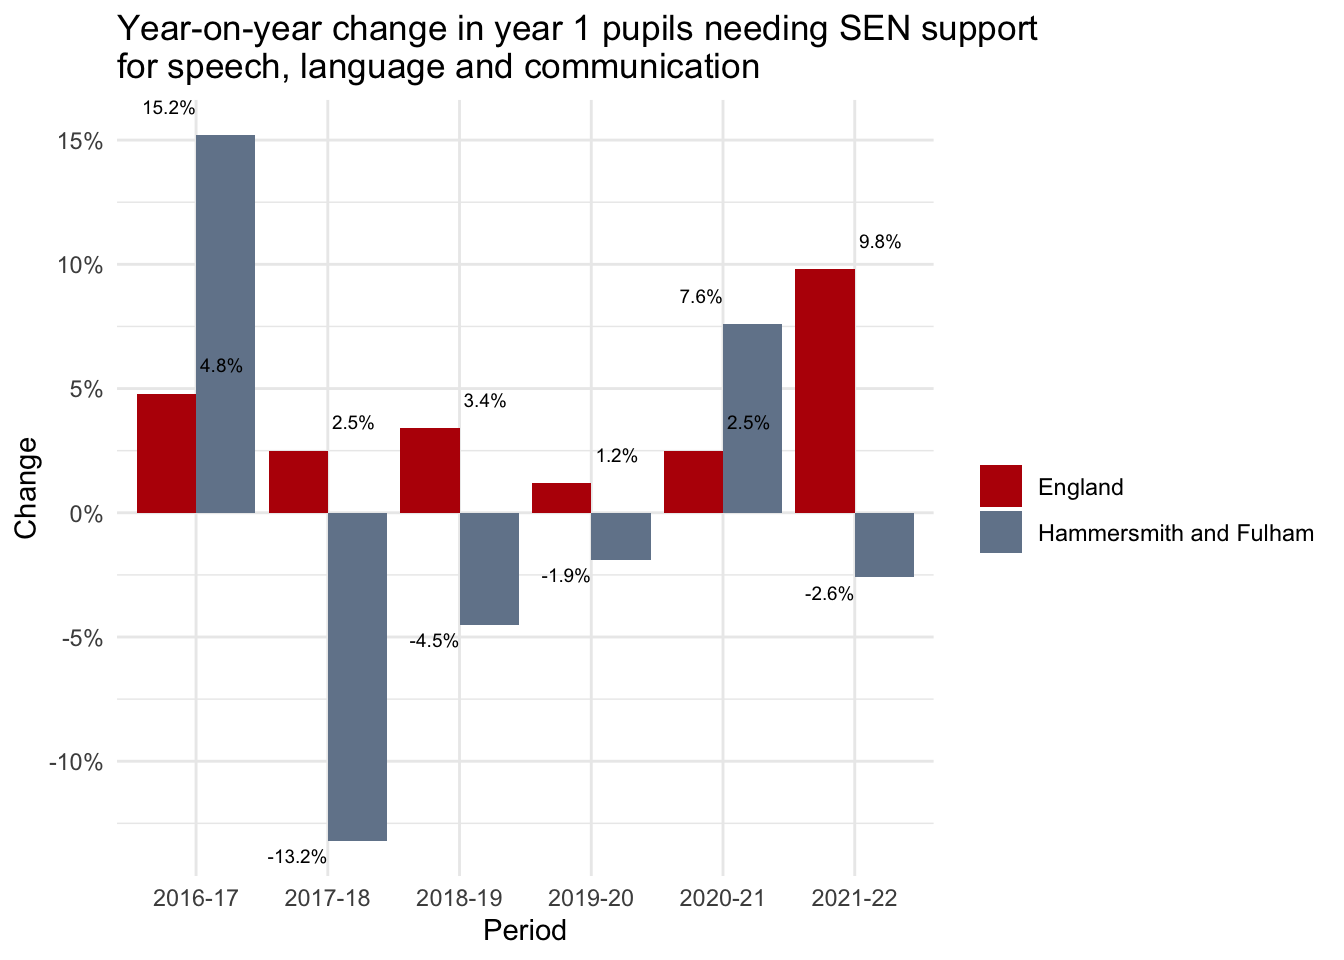 Year-on-year change in year 1 pupils needing SEN support
for speech, language and communication
15.2%
15%
9.8%
10%
7.6%
4.8%
5%
3.4%
2.5%
2.5%
1.2%
Change
England
0%
Hammersmith and Fulham
-1.9%
-2.6%
-5%
-4.5%
-10%
-13.2%
2016-17 2017-18 2018-19 2019-20 2020-21 2021-22
Period